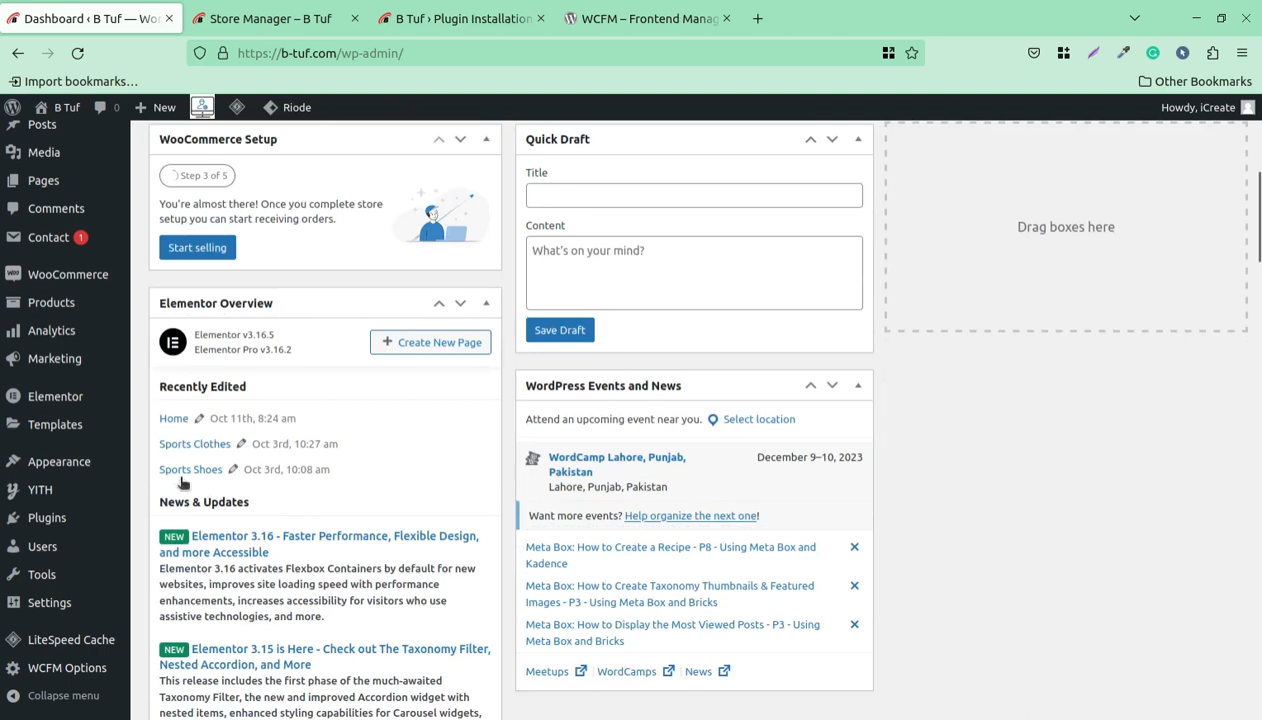 Dashboard ‹ B Tuf — Wor
Store Manager – B Tuf
B Tuf › Plugin Installation
WCFM – Frontend Manag
https://b-tuf.com/wp-admin/
Import bookmarks…
Other Bookmarks
B Tuf
0
New
Riode
Howdy, iCreate
Posts
Media
Pages
Comments
Contact 1
WooCommerce
Products
Analytics
Marketing
Elementor
Templates
Appearance
YITH
Plugins
Users
Tools
Settings
LiteSpeed Cache
WCFM Options
Collapse menu
WooCommerce Setup
Step 3 of 5
You're almost there! Once you complete store
setup you can start receiving orders.
Start selling
Elementor Overview
Elementor v3.16.5
Elementor Pro v3.16.2
Create New Page
Recently Edited
Home Oct 11th, 8:24 am
Sports Clothes Oct 3rd, 10:27 am
Sports Shoes Oct 3rd, 10:08 am
News & Updates
NEW Elementor 3.16 - Faster Performance, Flexible Design,
and more Accessible
Elementor 3.16 activates Flexbox Containers by default for new
websites, improves site loading speed with performance
enhancements, increases accessibility for visitors who use
assistive technologies, and more.
NEW Elementor 3.15 is Here - Check out The Taxonomy Filter,
Nested Accordion, and More
This release includes the first phase of the much-awaited
Taxonomy Filter, the new and improved Accordion widget with
nested items, enhanced styling capabilities for Carousel widgets,
Quick Draft
Title
Content
What's on your mind?
Save Draft
WordPress Events and News
Attend an upcoming event near you. Select location
WordCamp Lahore, Punjab,
Pakistan
December 9–10, 2023
Lahore, Punjab, Pakistan
Want more events? Help organize the next one!
Meta Box: How to Create a Recipe - P8 - Using Meta Box and
Kadence
Meta Box: How to Create Taxonomy Thumbnails & Featured
Images - P3 - Using Meta Box and Bricks
Meta Box: How to Display the Most Viewed Posts - P3 - Using
Meta Box and Bricks
Meetups
WordCamps
News
Drag boxes here